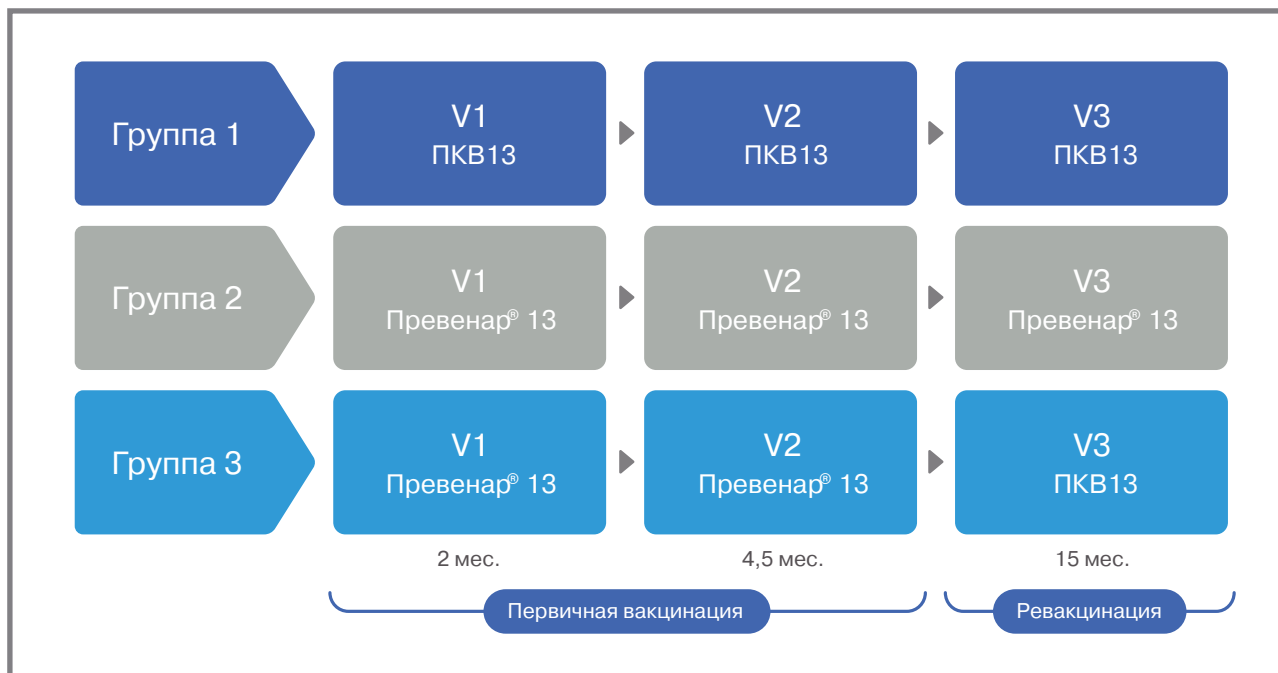 Группа 1
V1
ПКВ13
V2
ПКВ13
V3
ПКВ13
Группа 2
V1
Превенар® 13
V2
Превенар® 13
V3
Превенар® 13
Группа 3
V1
Превенар® 13
V2
Превенар® 13
V3
ПКВ13
2 мес.
4,5 мес.
15 мес.
Первичная вакцинация
Ревакцинация